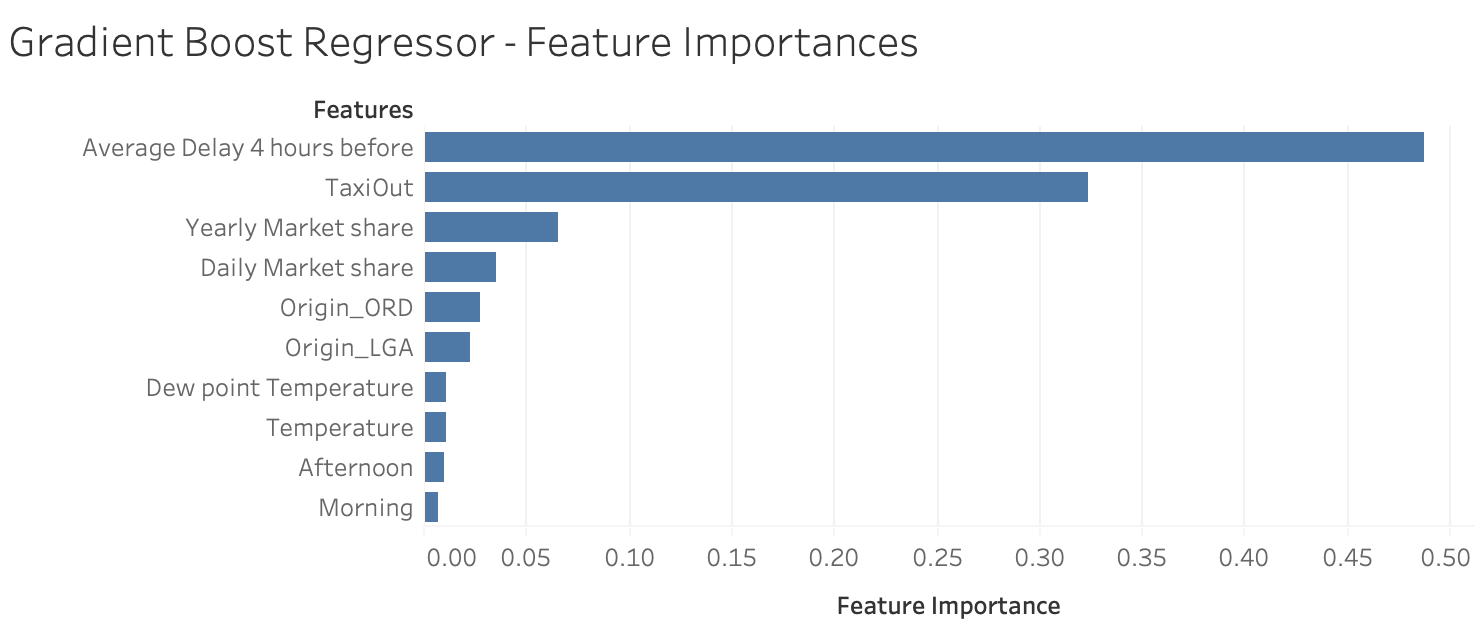 Gradient Boost Regressor - Feature Importances
Features
Average Delay 4 hours before
TaxiOut
Yearly Market share
Daily Market share
Origin_ORD
Origin_LGA
Dew point Temperature
Temperature
Afternoon
Morning
0.00 0.05 0.10 0.15 0.20 0.25 0.30 0.35 0.40 0.45 0.50
Feature Importance